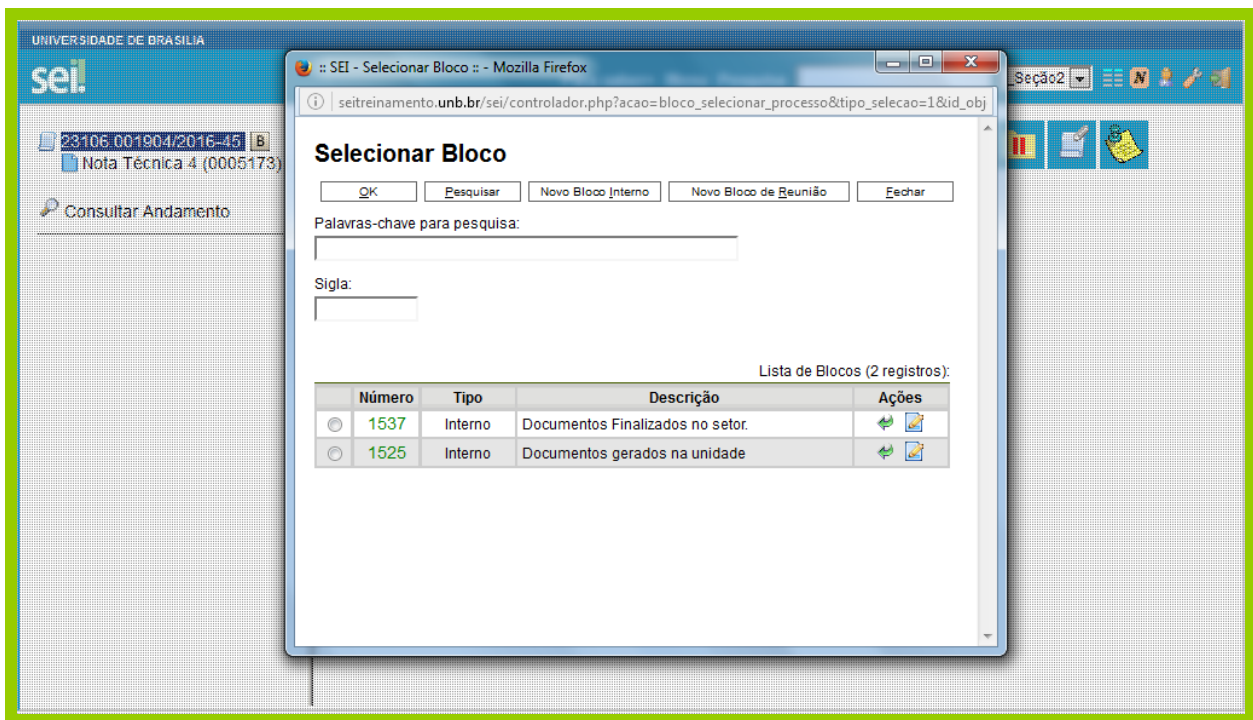 UNIVERSIDADE DE BRASILIA
sei!
:: SEI - Selecionar Bloco :: - Mozilla Firefox
_Seção2
N
seitreinamento.unb.br/sei/controlador.php?acao=bloco_selecionar_processo&tipo_selecao=1&id_obj
23106.001904/2016-45 B
Nota Técnica 4 (0005173)
Consultar Andamento
Selecionar Bloco
OK Pesquisar Novo Bloco Interno Novo Bloco de Reunião Fechar
Palavras-chave para pesquisa:
Sigla:
Lista de Blocos (2 registros):
Número Tipo Descrição Ações
1537 Interno Documentos Finalizados no setor.
1525 Interno Documentos gerados na unidade